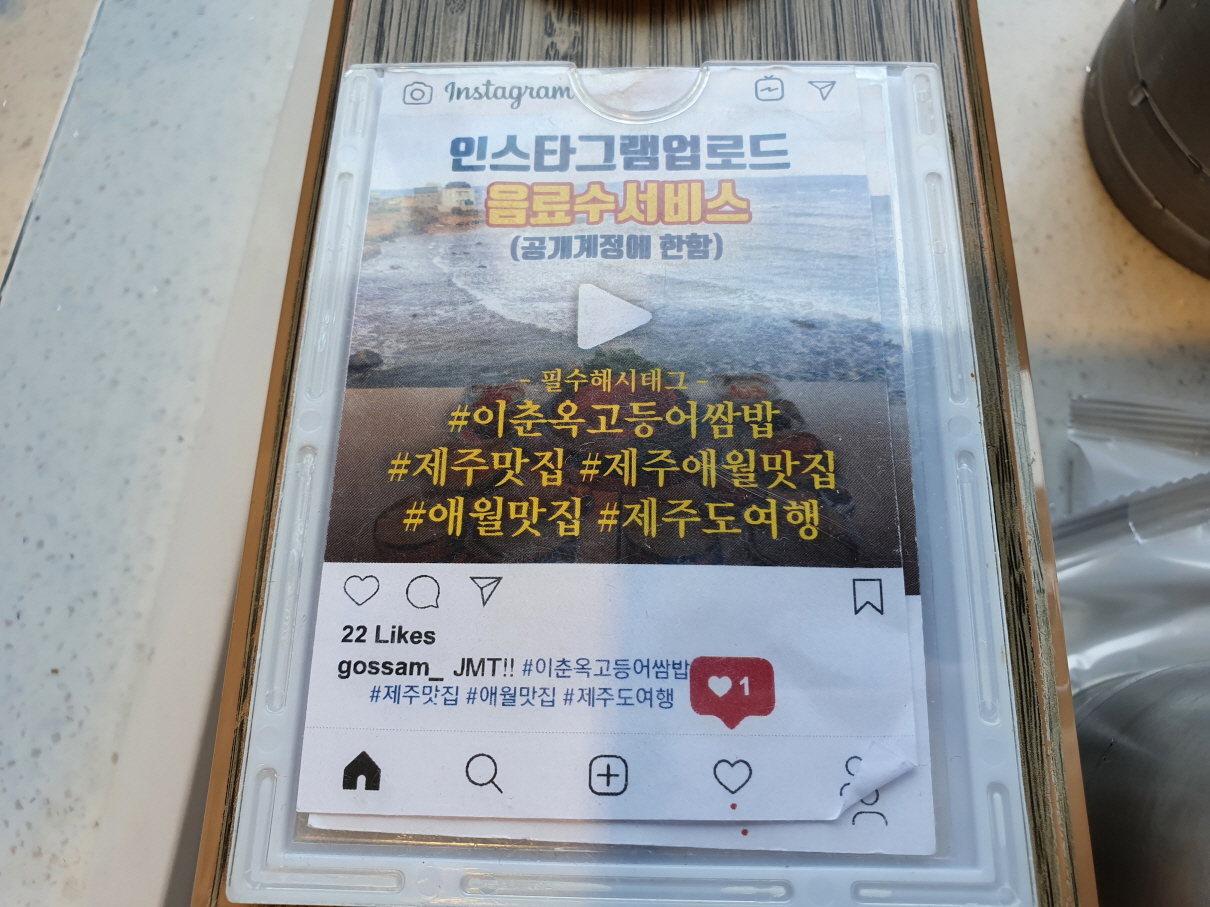 Instagram
인스타그램업로드
음료수서비스
(공개계정에 한함)
- 필수해시태그 -
#이춘옥고등어쌈밥
#제주맛집 #제주애월맛집
#애월맛집 #제주도여행
22 Likes
gossam_ JMT!! #이춘옥고등어쌈밥
#제주맛집 #애월맛집 #제주도여행
1